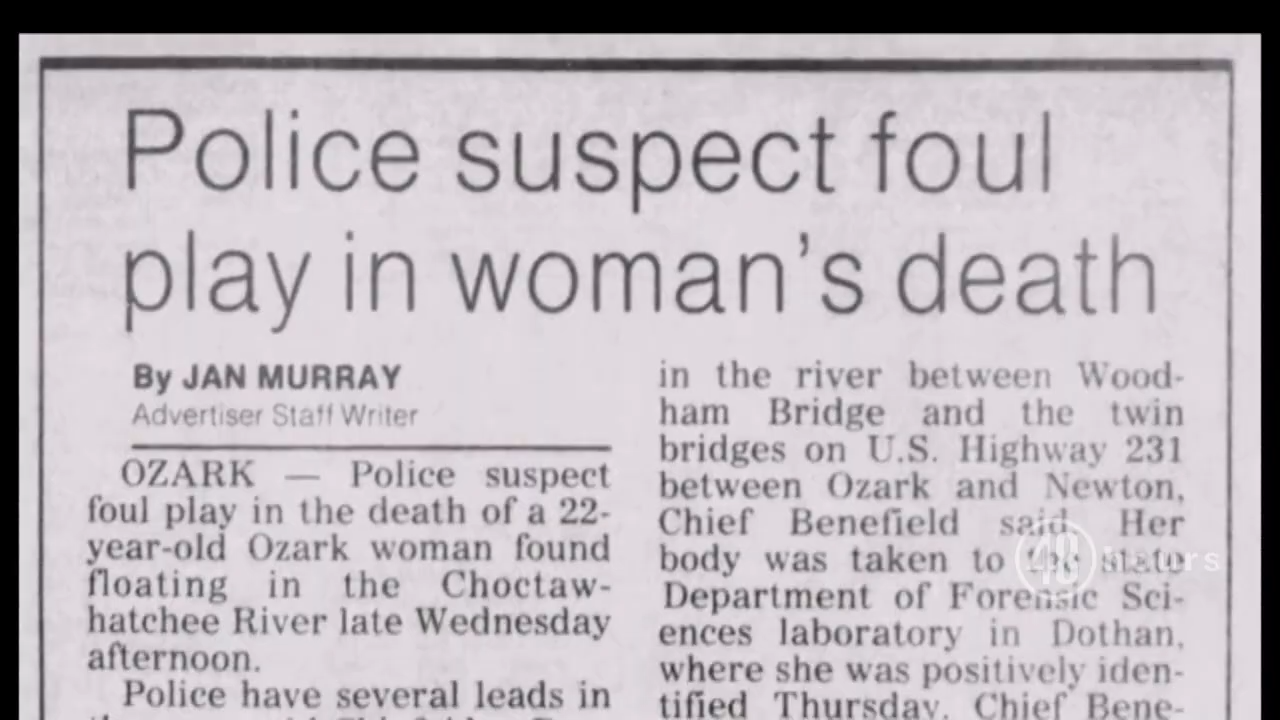 Police suspect foul
play in woman's death
By JAN MURRAY
Advertiser Staff Writer
OZARK — Police suspect
foul play in the death of a 22-
year-old Ozark woman found
floating in the Choctaw-
hatchee River late Wednesday
afternoon.
Police have several leads in
in the river between Wood-
ham Bridge and the twin
bridges on U.S. Highway 231
between Ozark and Newton,
Chief Benefield said. Her
body was taken to the state
Department of Forensic Sci-
ences laboratory in Dothan,
where she was positively iden-
tified Thursday, Chief Bene-
48 hours